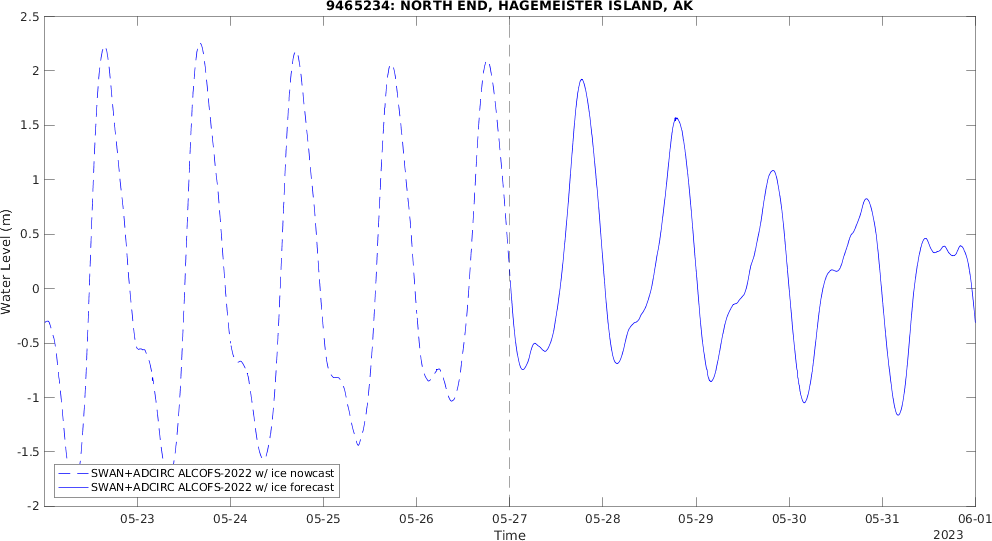 9465234: NORTH END, HAGEMEISTER ISLAND, AK
2.5
2
1.5
1
0.5
0
-0.5
-1
-1.5
-2
Water Level (m)
SWAN+ADCIRC ALCOFS-2022 w/ ice nowcast
SWAN+ADCIRC ALCOFS-2022 w/ ice forecast
05-23 05-24 05-25 05-26 05-27 05-28 05-29 05-30 05-31 06-01
Time
2023